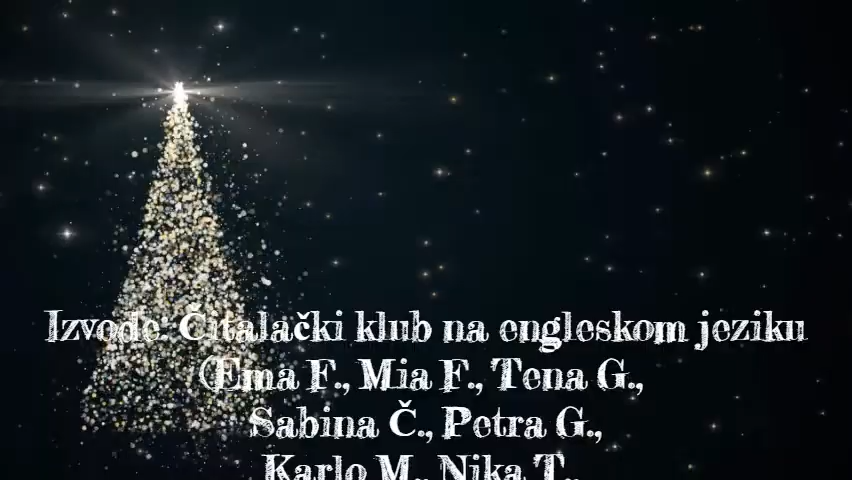 Izvode: Čitalački klub na engleskom jeziku
(Ema F., Mia F., Tena G.,
Sabina Č., Petra G.,
Karlo M., Nika T.,